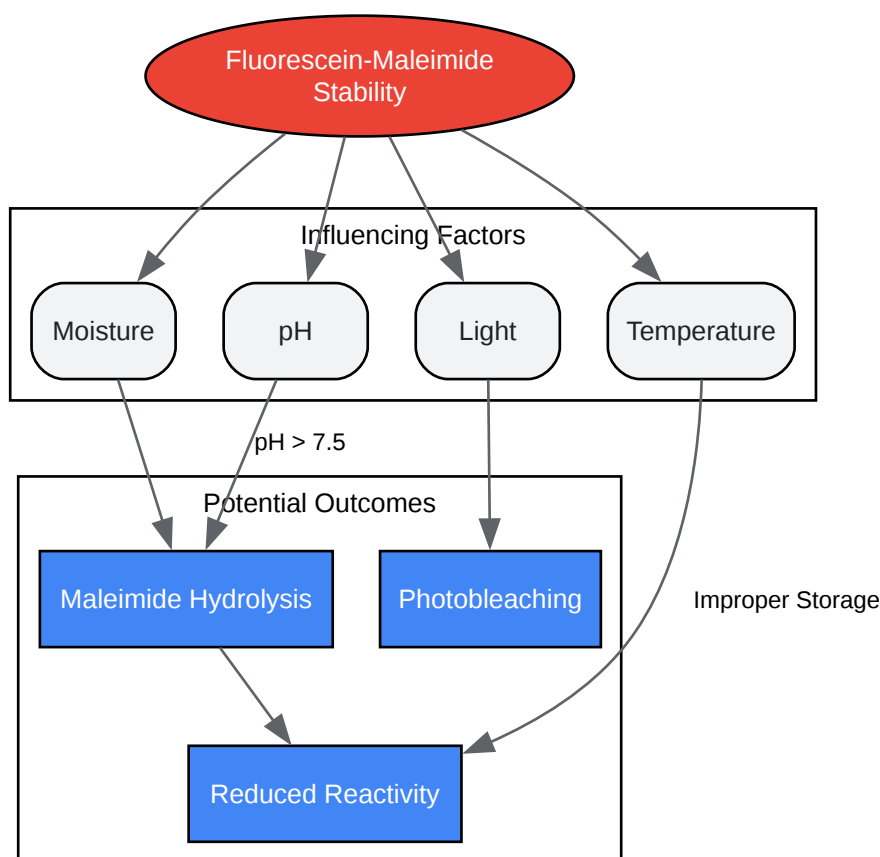 Fluorescein-Maleimide
Stability
Influencing Factors
Moisture
pH
Light
Temperature
pH > 7.5
Potential Outcomes
Maleimide Hydrolysis
Photobleaching
Improper Storage
Reduced Reactivity